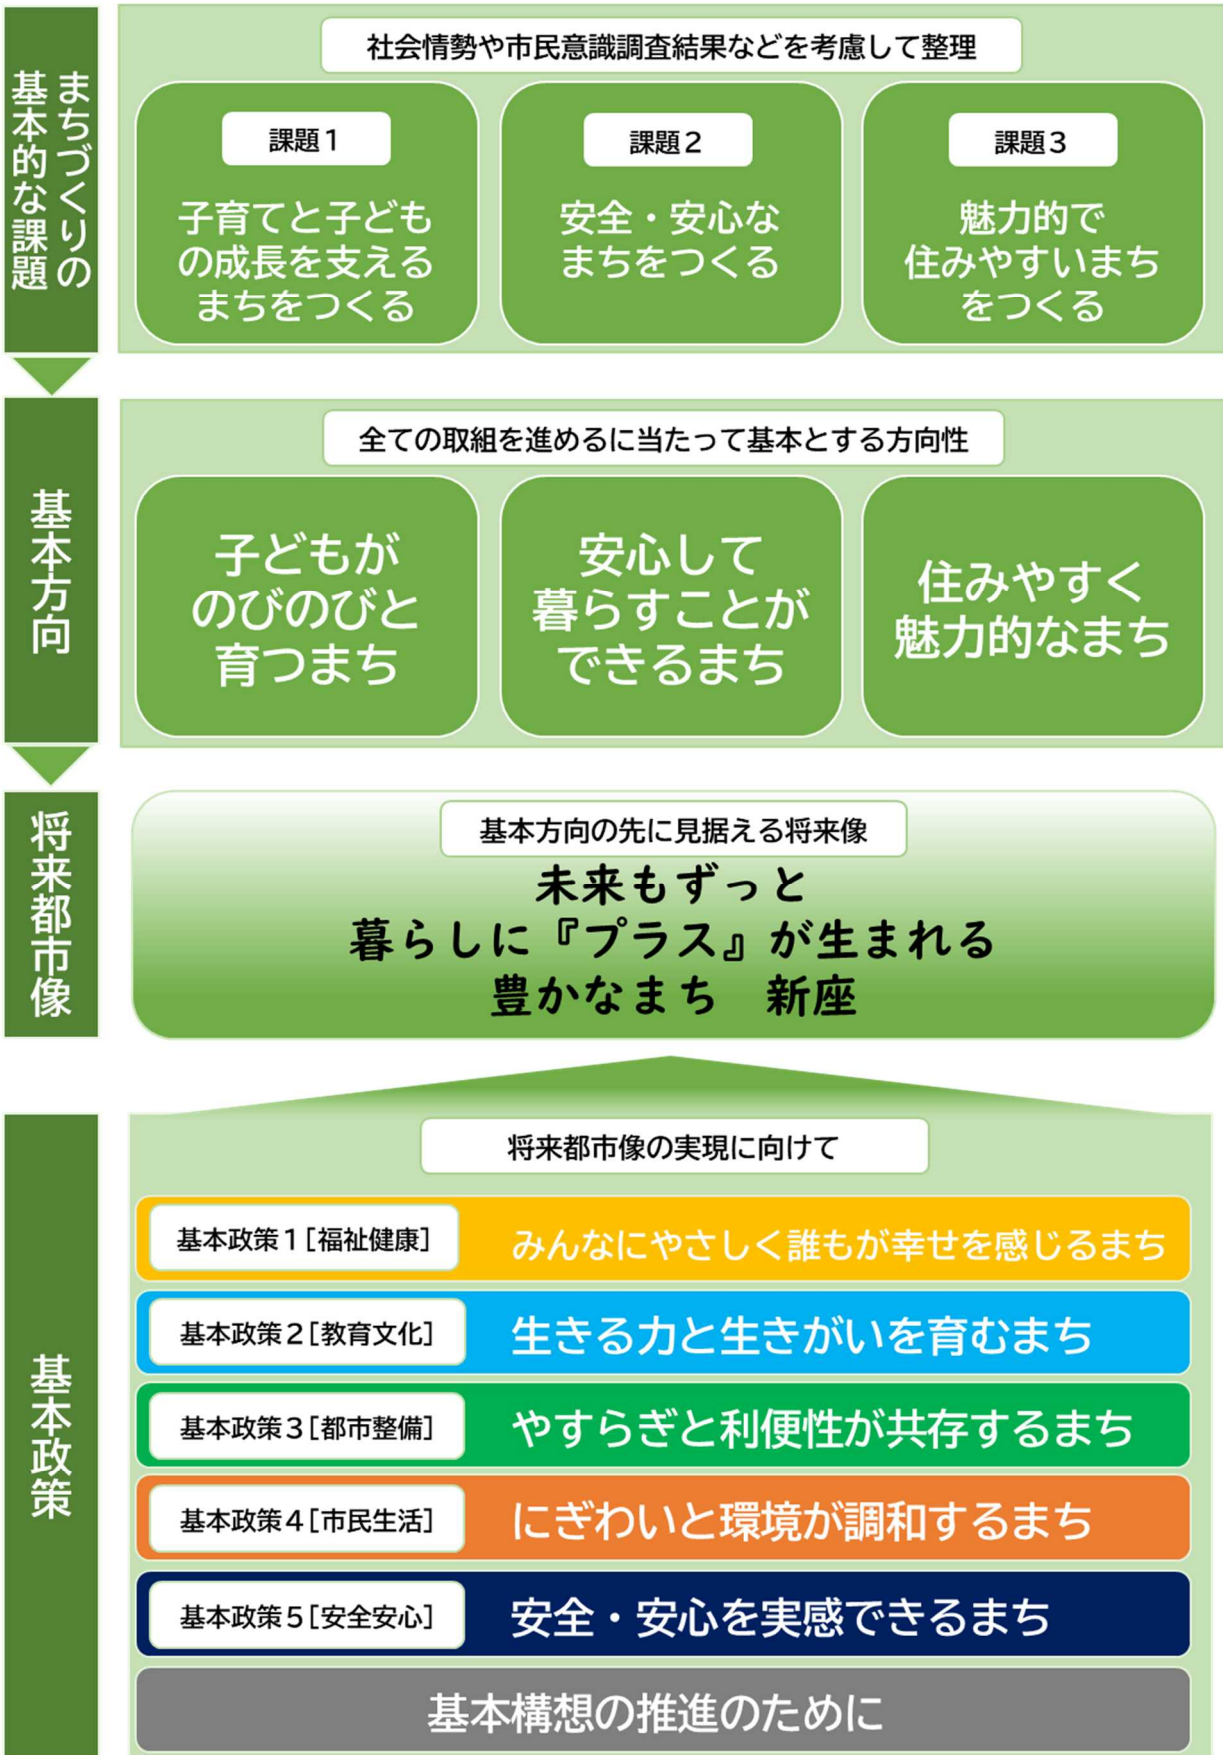 まちづくりの
基本的な課題
社会情勢や市民意識調査結果などを考慮して整理
課題１
子育てと子ども
の成長を支える
まちをつくる
課題２
安全・安心な
まちをつくる
課題３
魅力的で
住みやすいまち
をつくる
基本方向
全ての取組を進めるに当たって基本とする方向性
子どもが
のびのびと
育つまち
安心して
暮らすことが
できるまち
住みやすく
魅力的なまち
将来都市像
基本方向の先に見据える将来像
未来もずっと
暮らしに『プラス』が生まれる
豊かなまち　新座
基本政策
将来都市像の実現に向けて
基本政策１［福祉健康］
みんなにやさしく誰もが幸せを感じるまち
基本政策２［教育文化］
生きる力と生きがいを育むまち
基本政策３［都市整備］
やすらぎと利便性が共存するまち
基本政策４［市民生活］
にぎわいと環境が調和するまち
基本政策５［安全安心］
安全・安心を実感できるまち
基本構想の推進のために